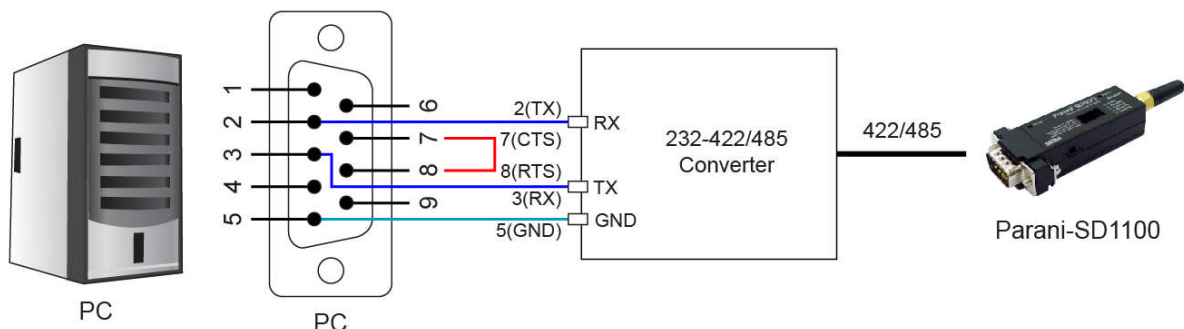 1
2
3
4
5
6
7
8
9
2(TX)
7(CTS)
8(RTS)
3(RX)
5(GND)
RX
TX
GND
232-422/485
Converter
422/485
Parani-SD1100
PC
PC